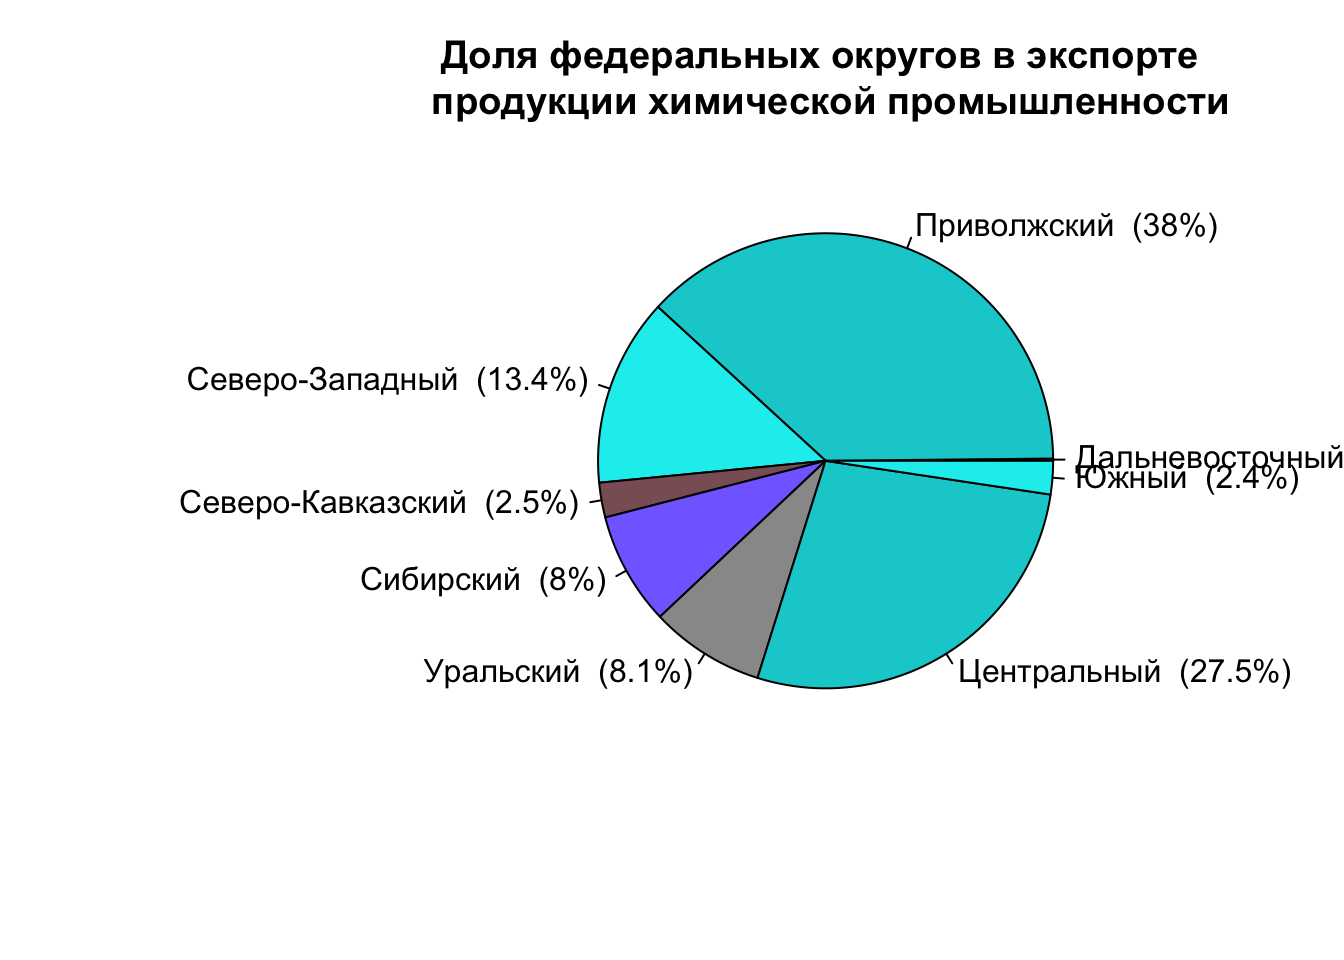 Доля федеральных округов в экспорте
продукции химической промышленности
Приволжский (38%)
Северо-Западный (13.4%)
Дальневосточный
Южный (2.4%)
Северо-Кавказский (2.5%)
Сибирский (8%)
Уральский (8.1%)
Центральный (27.5%)